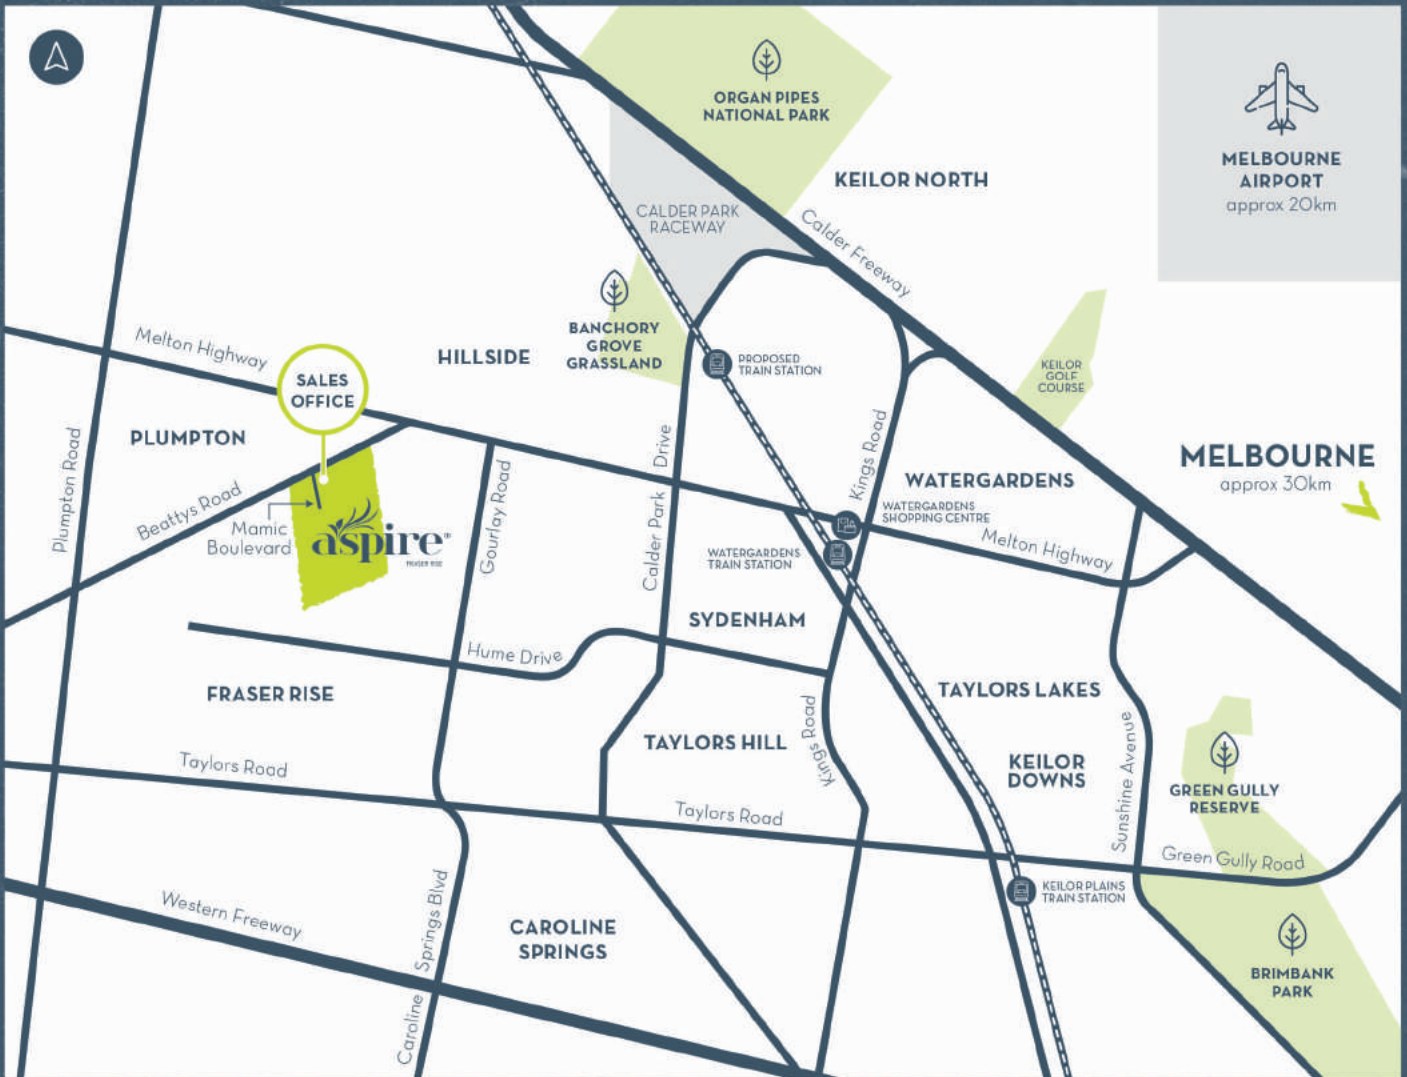 ORGAN PIPES
NATIONAL PARK
MELBOURNE
AIRPORT
approx 20km
KEILOR NORTH
CALDER PARK
RACEWAY
Calder Freeway
BANCHORY
GROVE
GRASSLAND
Melton Highway
HILLSIDE
PROPOSED
TRAIN STATION
KEILOR
GOLF
COURSE
SALES
OFFICE
PLUMPTON
Plumpton Road
Beattys Road
Mamic
Boulevard
aspire®
FRASER RISE
Gourlay Road
Calder Park Drive
Kings Road
WATERGARDENS
WATERGARDENS
SHOPPING CENTRE
MELBOURNE
approx 30km
Melton Highway
WATERGARDENS
TRAIN STATION
SYDENHAM
Hume Drive
FRASER RISE
TAYLORS LAKES
Kings Road
TAYLORS HILL
KEILOR
DOWNS
Sunshine Avenue
GREEN GULLY
RESERVE
Taylors Road
Taylors Road
Green Gully Road
KEILOR PLAINS
TRAIN STATION
Western Freeway
Caroline Springs Blvd
CAROLINE
SPRINGS
BRIMBANK
PARK